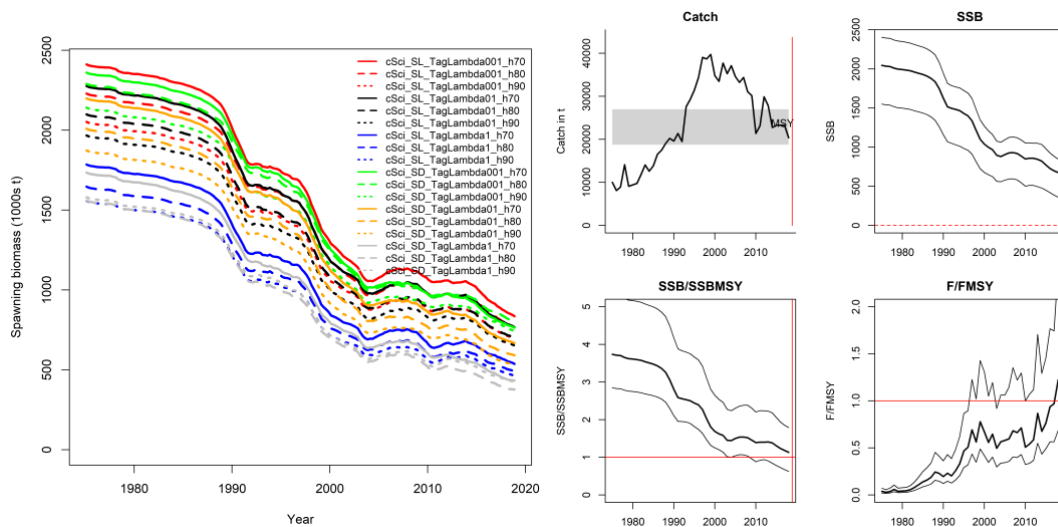 Spawning biomass (1000s t)
2500
2000
1500
1000
500
0
cSci_SL_TagLambda001_h70
cSci_SL_TagLambda001_h80
cSci_SL_TagLambda001_h90
cSci_SL_TagLambda01_h70
cSci_SL_TagLambda01_h80
cSci_SL_TagLambda01_h90
cSci_SL_TagLambda1_h70
cSci_SL_TagLambda1_h80
cSci_SL_TagLambda1_h90
cSci_SD_TagLambda001_h70
cSci_SD_TagLambda001_h80
cSci_SD_TagLambda001_h90
cSci_SD_TagLambda01_h70
cSci_SD_TagLambda01_h80
cSci_SD_TagLambda01_h90
cSci_SD_TagLambda1_h70
cSci_SD_TagLambda1_h80
cSci_SD_TagLambda1_h90
1980 1990 2000 2010 2020
Year
Catch
Catch in t
40000
30000
20000
10000
0
MSY
1980 1990 2000 2010
SSB
SSB
2500
2000
1500
1000
500
0
1980 1990 2000 2010
SSB/SSBMSY
SSB/SSBMSY
5
4
3
2
1
0
1980 1990 2000 2010
F/FMSY
F/FMSY
2.0
1.5
1.0
0.5
0.0
1980 1990 2000 2010